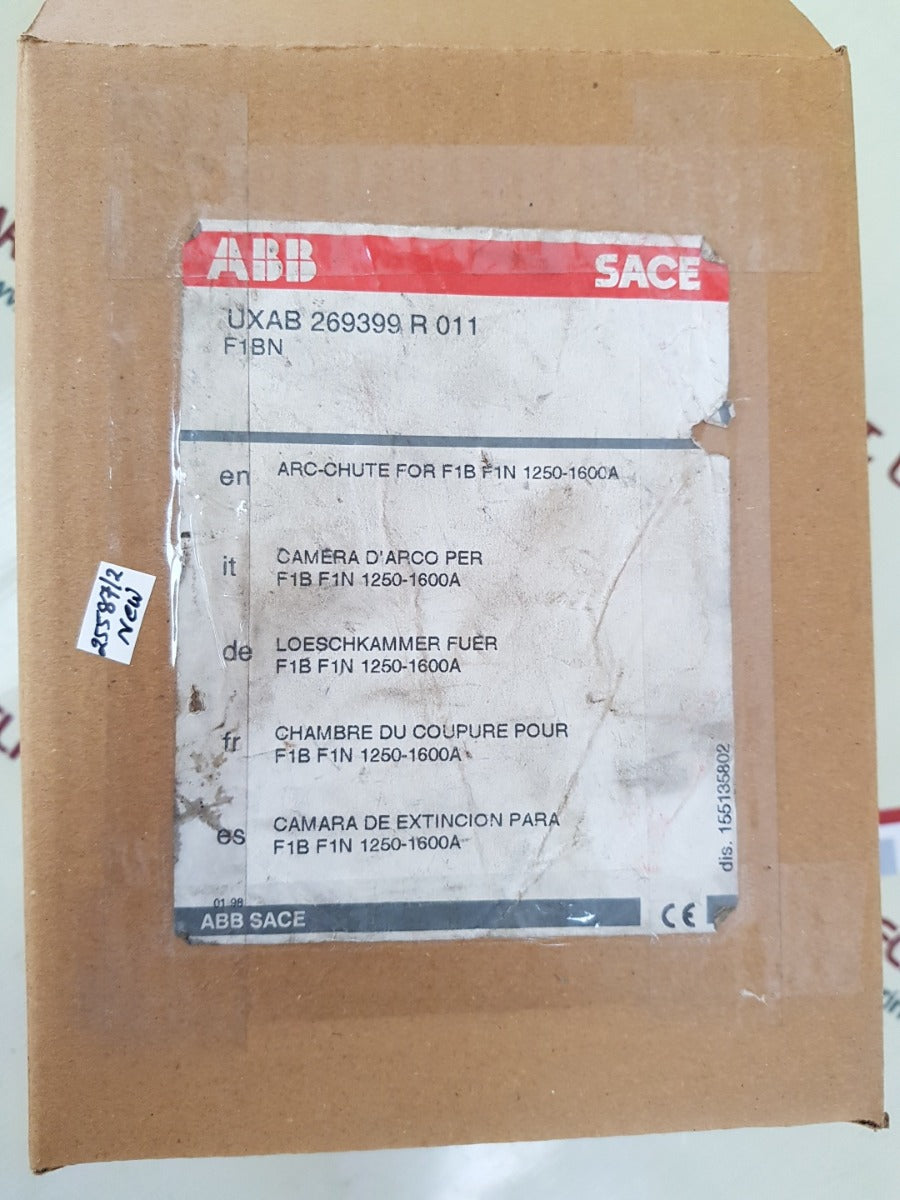 ABB SACE
UXAB 269399 R 011
F1BN
en ARC-CHUTE FOR F1B F1N 1250-1600A
it CAMERA D'ARCO PER
F1B F1N 1250-1600A
de LOESCHKAMMER FUER
F1B F1N 1250-1600A
fr CHAMBRE DU COUPURE POUR
F1B F1N 1250-1600A
es CAMARA DE EXTINCION PARA
F1B F1N 1250-1600A
dis. 155135802
01 98
ABB SACE CE
25587/2
New